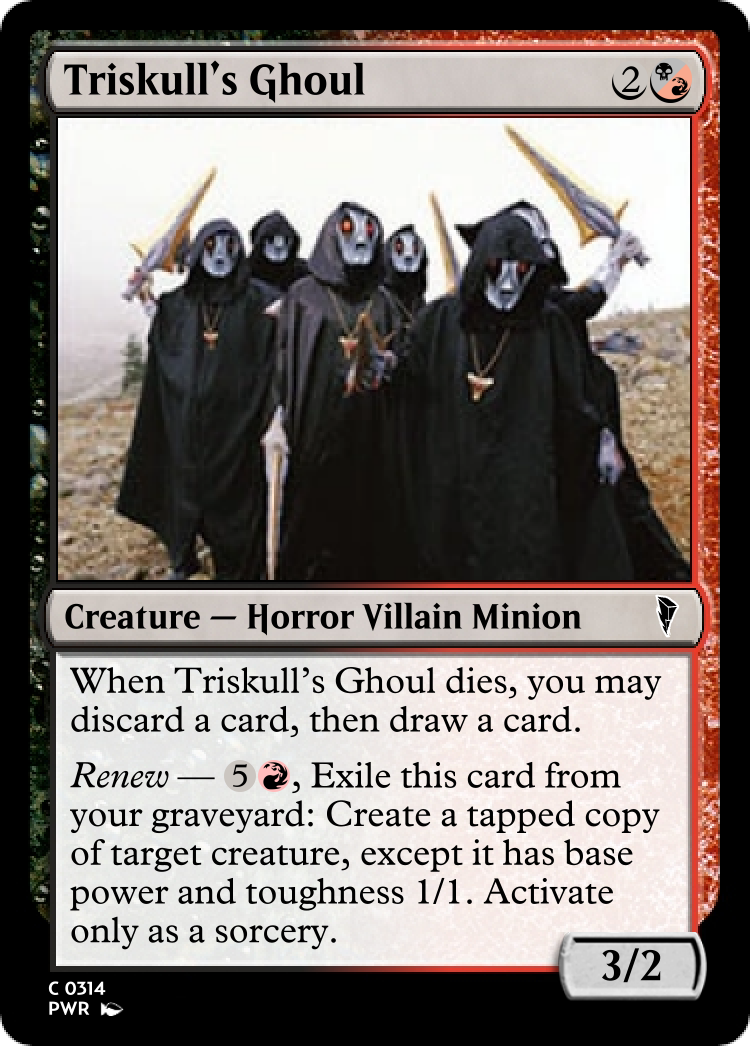 Triskull's Ghoul 2
Creature — Horror Villain Minion
When Triskull's Ghoul dies, you may
discard a card, then draw a card.
Renew — 5, Exile this card from
your graveyard: Create a tapped copy
of target creature, except it has base
power and toughness 1/1. Activate
only as a sorcery.
3/2
C 0314
PWR